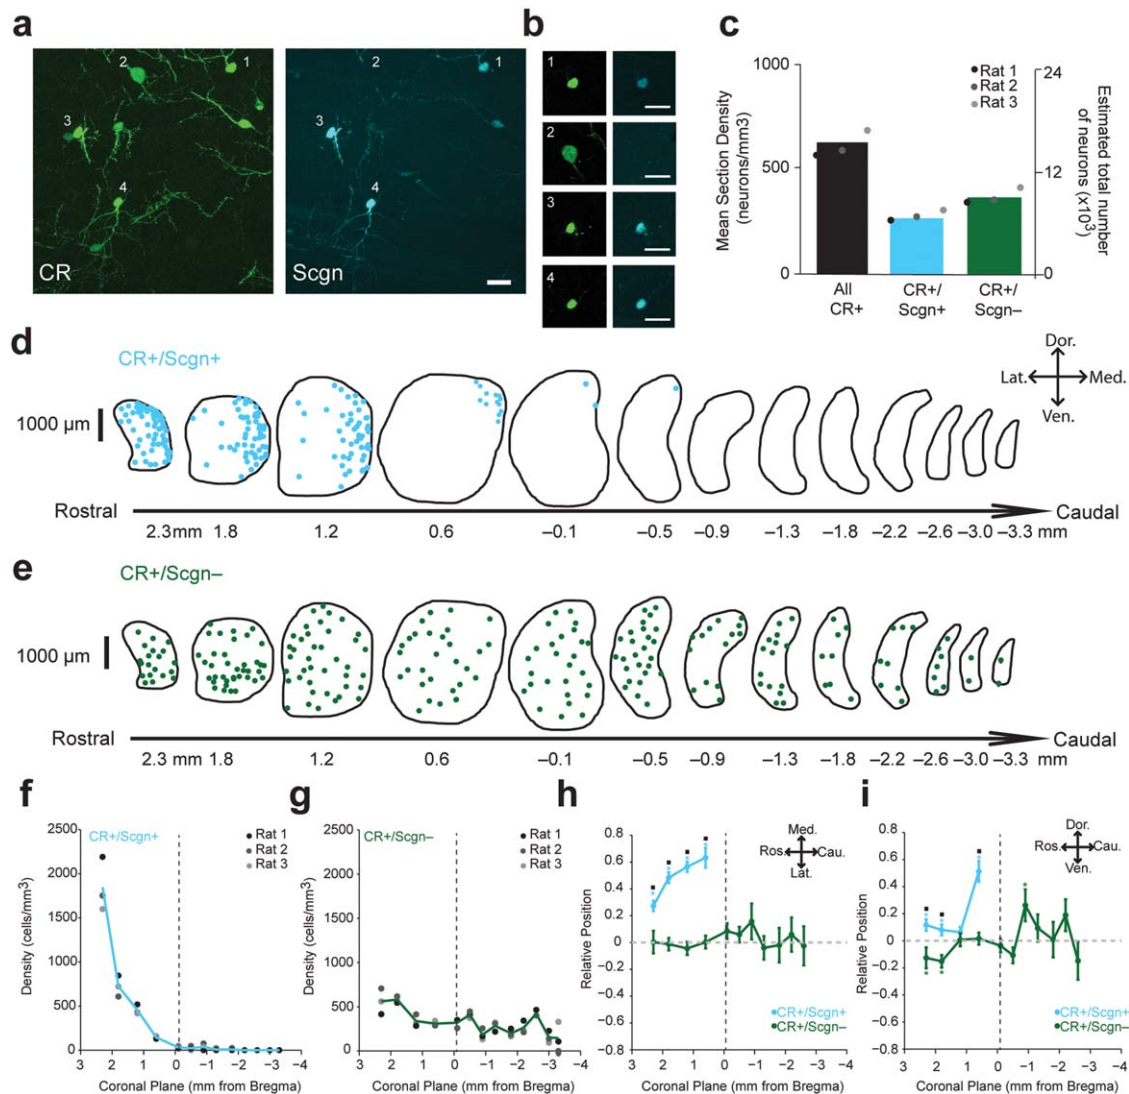 a
CR
1
2
3
4
Scgn
1
2
3
4
b
1
2
3
4
c
Mean Section Density
(neurons/mm3)
1000
500
0
Rat 1
Rat 2
Rat 3
24
12
0
Estimated total number
of neurons (x10³)
All
CR+
CR+/
Scgn+
CR+/
Scgn–
d
CR+/Scgn+
1000 µm
Dor.
Lat.
Med.
Ven.
Rostral
Caudal
2.3mm 1.8 1.2 0.6 –0.1 –0.5 –0.9 –1.3 –1.8 –2.2 –2.6 –3.0 –3.3 mm
e
CR+/Scgn–
1000 µm
Rostral
Caudal
2.3 mm 1.8 1.2 0.6 –0.1 –0.5 –0.9 –1.3 –1.8 –2.2 –2.6 –3.0 –3.3 mm
f
CR+/Scgn+
Rat 1
Rat 2
Rat 3
Density (cells/mm³)
2500
2000
1500
1000
500
0
4 3 2 1 0 –1 –2 –3 –4
Coronal Plane (mm from Bregma)
g
CR+/Scgn–
Rat 1
Rat 2
Rat 3
Density (cells/mm³)
2500
2000
1500
1000
500
0
4 3 2 1 0 –1 –2 –3 –4
Coronal Plane (mm from Bregma)
h
Med.
Ros.
Cau.
Lat.
Relative Position
0.8
0.6
0.4
0.2
0
–0.2
–0.4
–0.6
–0.8
CR+/Scgn+
CR+/Scgn–
4 3 2 1 0 –1 –2 –3 –4
Coronal Plane (mm from Bregma)
i
Dor.
Ros.
Cau.
Ven.
Relative Position
0.8
0.6
0.4
0.2
0
–0.2
–0.4
–0.6
–0.8
CR+/Scgn+
CR+/Scgn–
4 3 2 1 0 –1 –2 –3 –4
Coronal Plane (mm from Bregma)